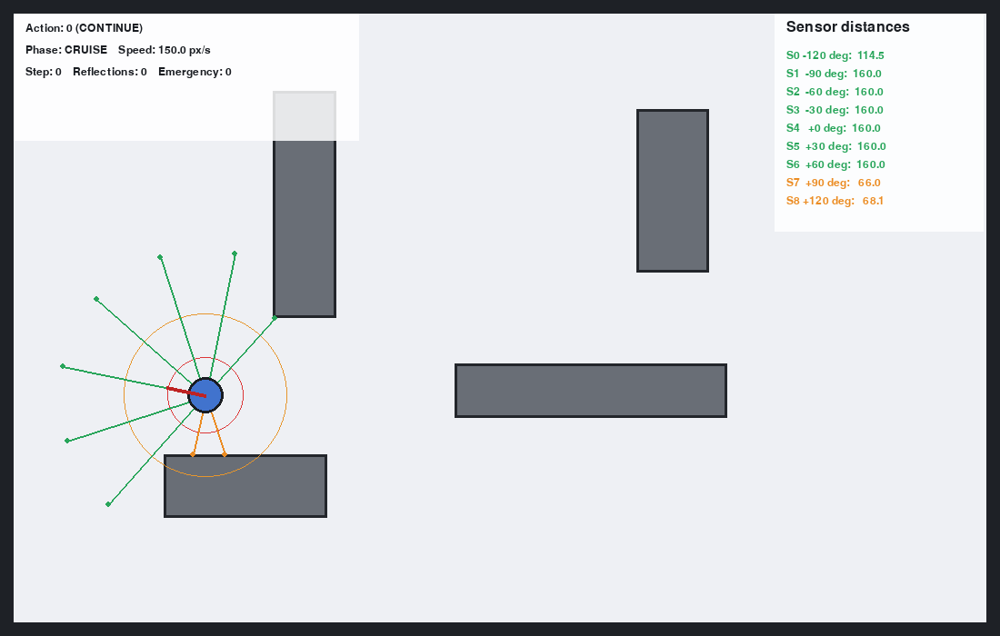 Action: 0 (CONTINUE)
Phase: CRUISE    Speed: 150.0 px/s
Step: 0    Reflections: 0    Emergency: 0
Sensor distances
S0 -120 deg:  114.5
S1  -90 deg:  160.0
S2  -60 deg:  160.0
S3  -30 deg:  160.0
S4   +0 deg:  160.0
S5  +30 deg:  160.0
S6  +60 deg:  160.0
S7  +90 deg:   66.0
S8 +120 deg:   68.1